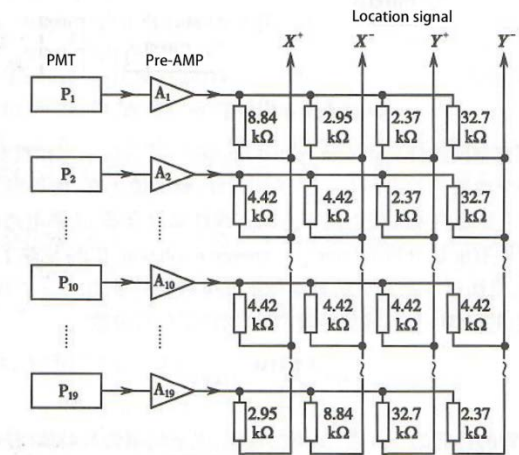 Location signal
X⁺ X⁻ Y⁺ Y⁻
PMT Pre-AMP
P₁ A₁
8.84 2.95 2.37 32.7
kΩ kΩ kΩ kΩ
P₂ A₂
4.42 4.42 2.37 32.7
kΩ kΩ kΩ kΩ
P₁₀ A₁₀
4.42 4.42 4.42 4.42
kΩ kΩ kΩ kΩ
P₁₉ A₁₉
2.95 8.84 32.7 2.37
kΩ kΩ kΩ kΩ